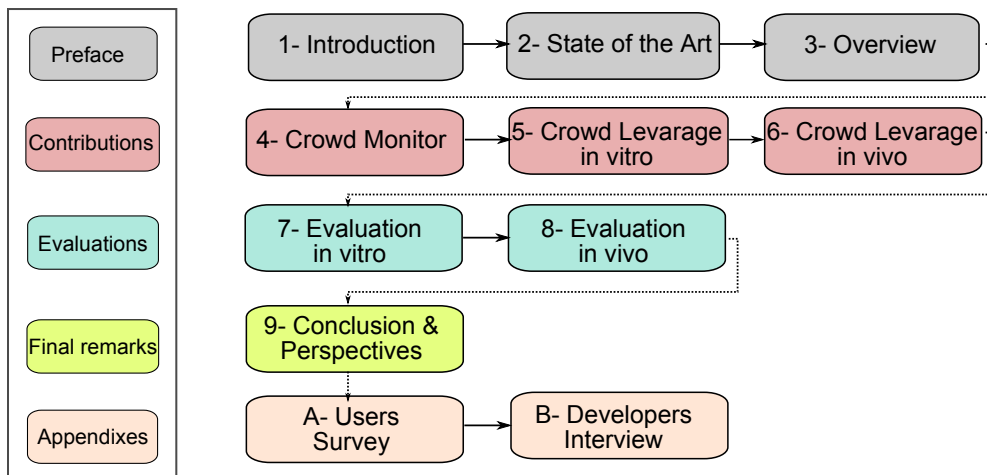 Preface
1- Introduction
2- State of the Art
3- Overview
Contributions
4- Crowd Monitor
5- Crowd Levarage
in vitro
6- Crowd Levarage
in vivo
Evaluations
7- Evaluation
in vitro
8- Evaluation
in vivo
Final remarks
9- Conclusion &
Perspectives
Appendixes
A- Users
Survey
B- Developers
Interview